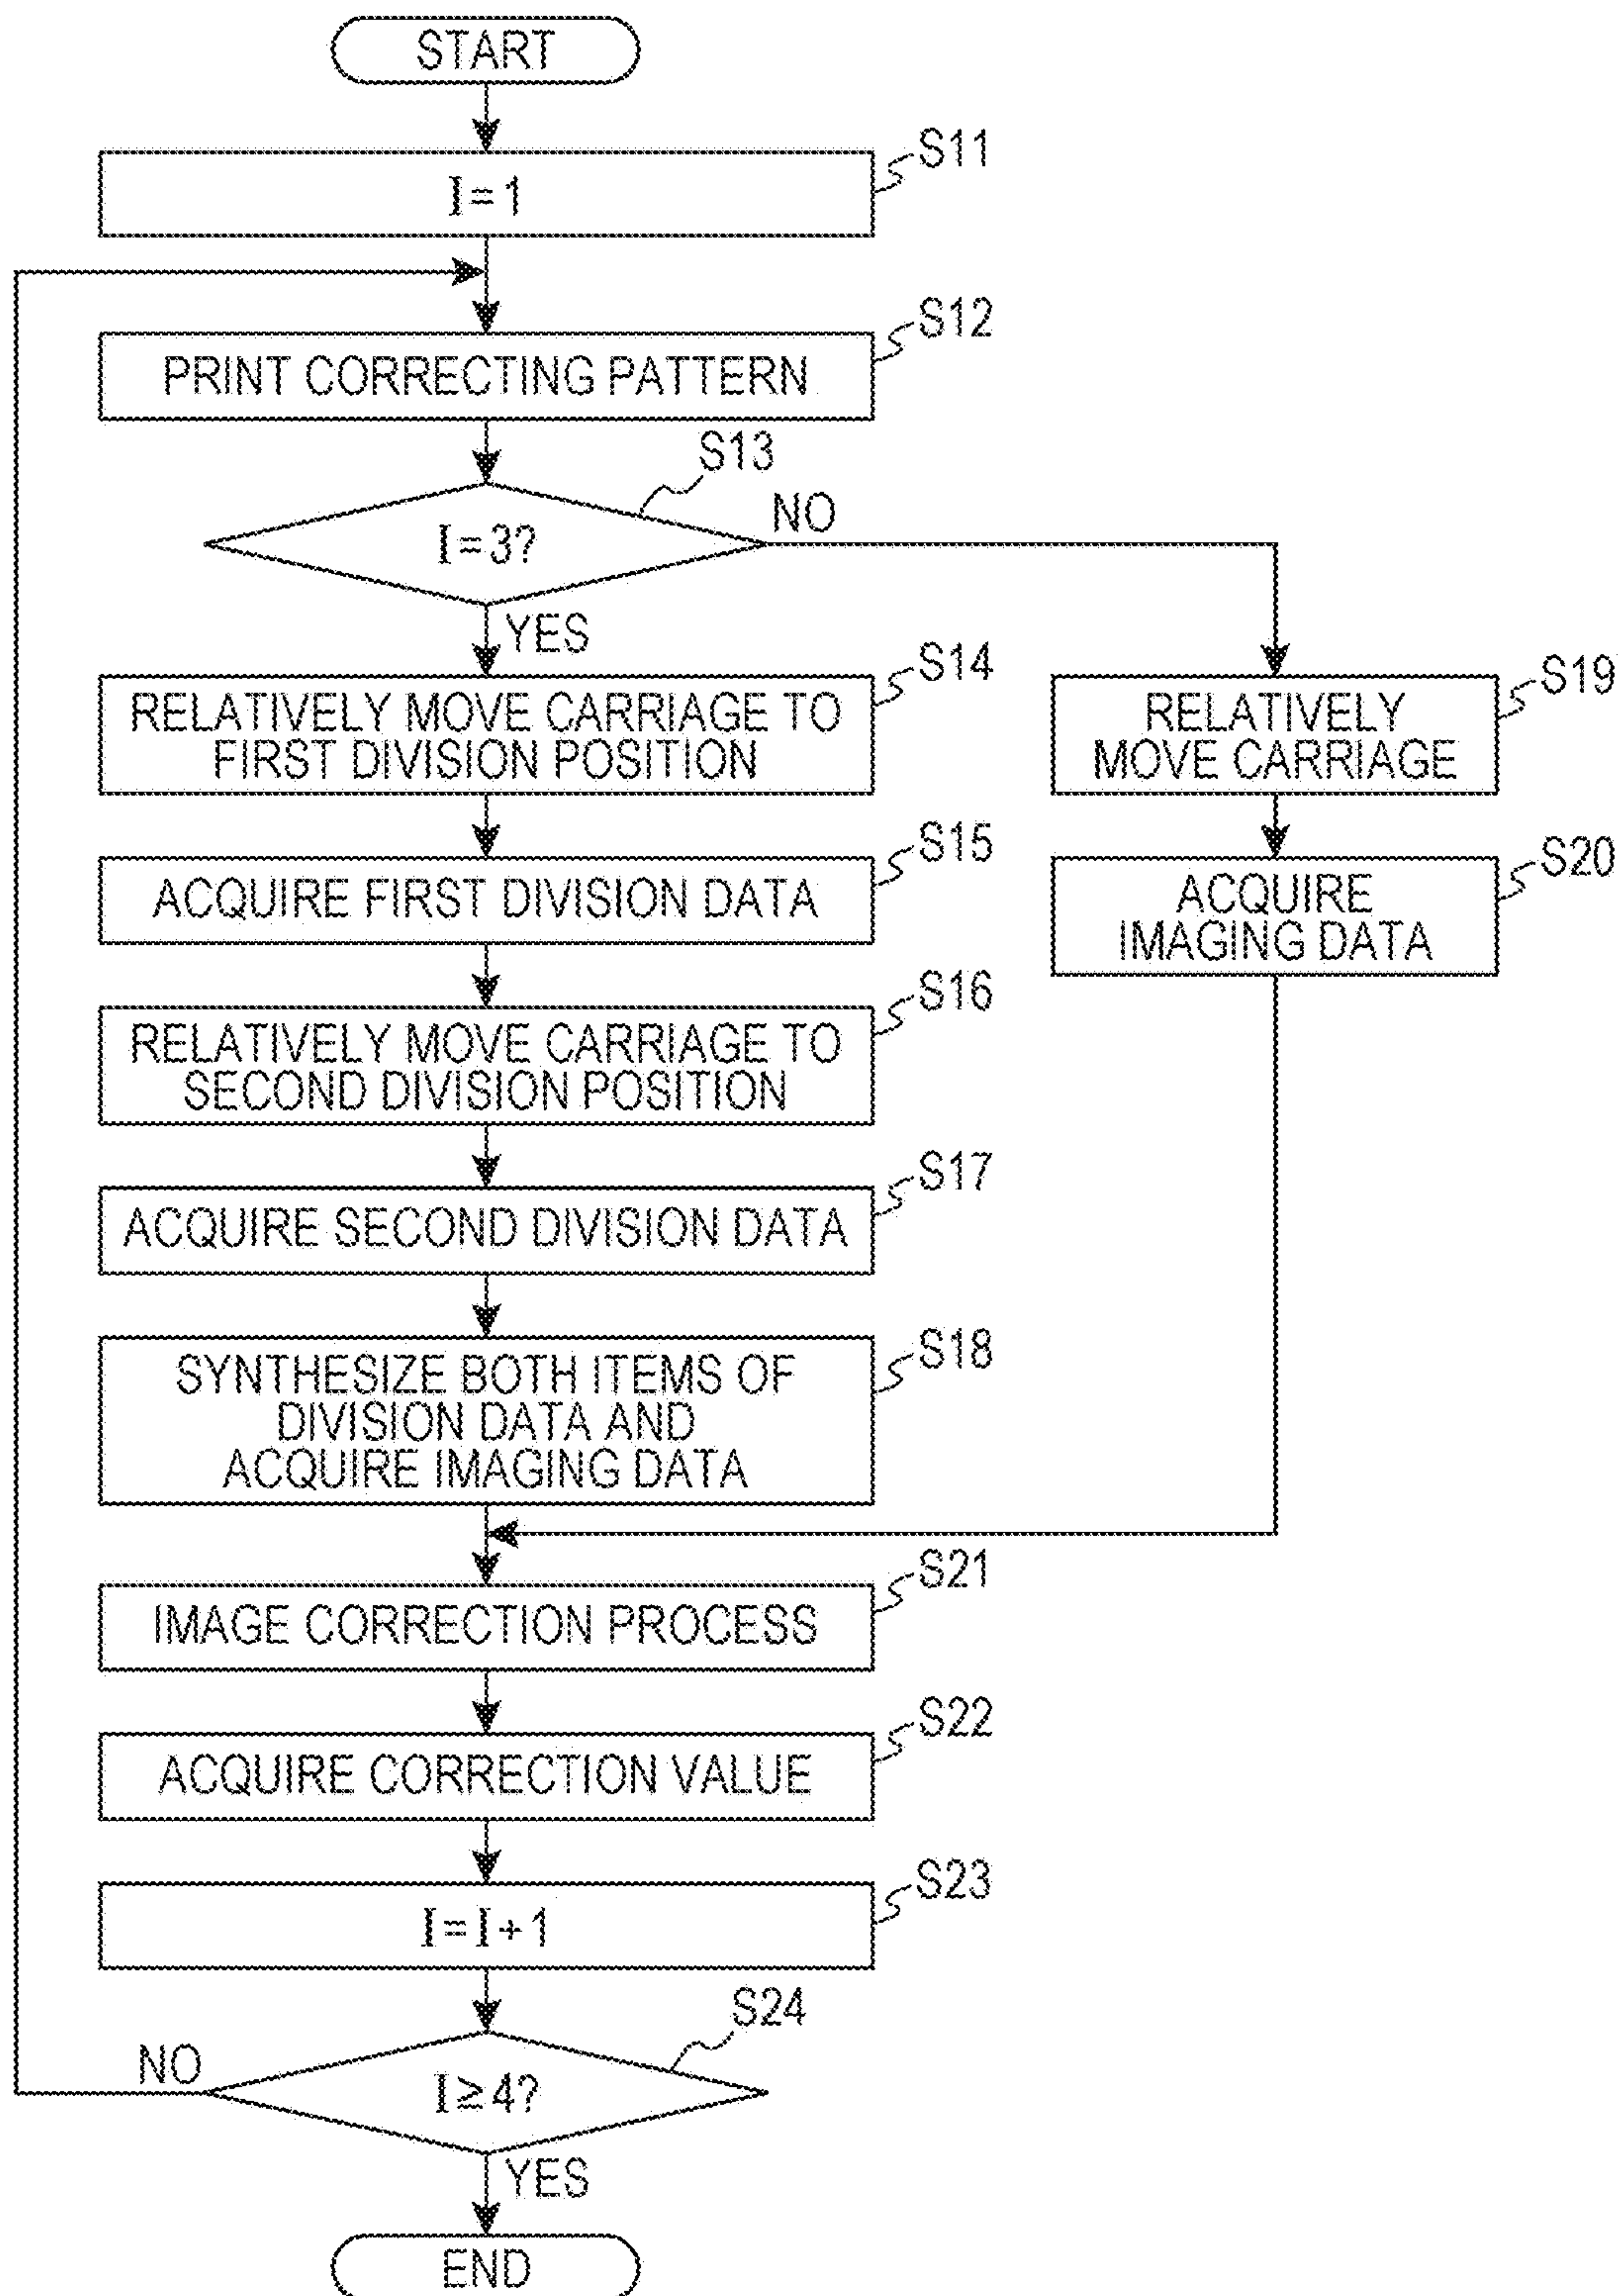 START
S11
I=1
S12
PRINT CORRECTING PATTERN
S13
I=3?
NO
YES
S14
RELATIVELY MOVE CARRIAGE TO
FIRST DIVISION POSITION
S19
RELATIVELY
MOVE CARRIAGE
S15
ACQUIRE FIRST DIVISION DATA
S20
ACQUIRE
IMAGING DATA
S16
RELATIVELY MOVE CARRIAGE TO
SECOND DIVISION POSITION
S17
ACQUIRE SECOND DIVISION DATA
S18
SYNTHESIZE BOTH ITEMS OF
DIVISION DATA AND
ACQUIRE IMAGING DATA
S21
IMAGE CORRECTION PROCESS
S22
ACQUIRE CORRECTION VALUE
S23
I=I+1
S24
NO
I≧4?
YES
END